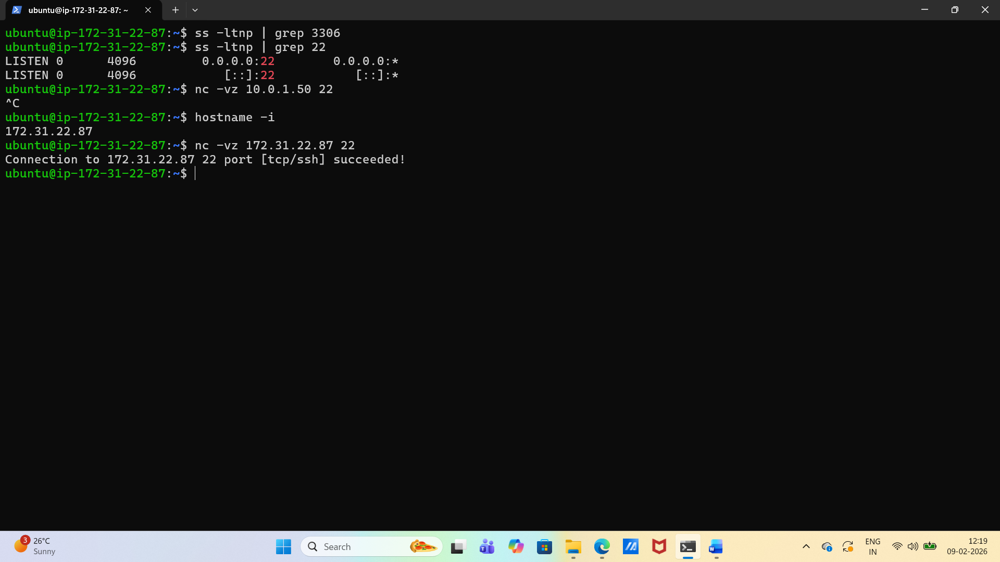 ubuntu@ip-172-31-22-87: ~
ubuntu@ip-172-31-22-87:~$ ss -ltnp | grep 3306
ubuntu@ip-172-31-22-87:~$ ss -ltnp | grep 22
LISTEN 0      4096         0.0.0.0:22        0.0.0.0:*
LISTEN 0      4096            [::]:22           [::]:*
ubuntu@ip-172-31-22-87:~$ nc -vz 10.0.1.50 22
^C
ubuntu@ip-172-31-22-87:~$ hostname -i
172.31.22.87
ubuntu@ip-172-31-22-87:~$ nc -vz 172.31.22.87 22
Connection to 172.31.22.87 22 port [tcp/ssh] succeeded!
ubuntu@ip-172-31-22-87:~$
3
26°C
Sunny
Search
T
W
ENG
IN
12:19
09-02-2026